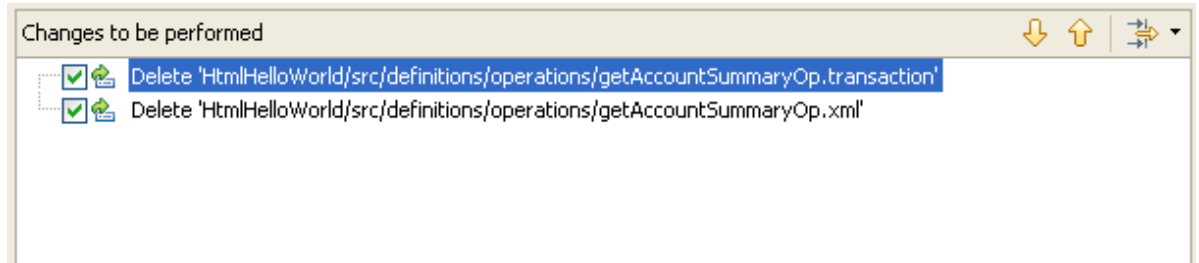 Changes to be performed
Delete 'HtmlHelloWorld/src/definitions/operations/getAccountSummaryOp.transaction'
Delete 'HtmlHelloWorld/src/definitions/operations/getAccountSummaryOp.xml'